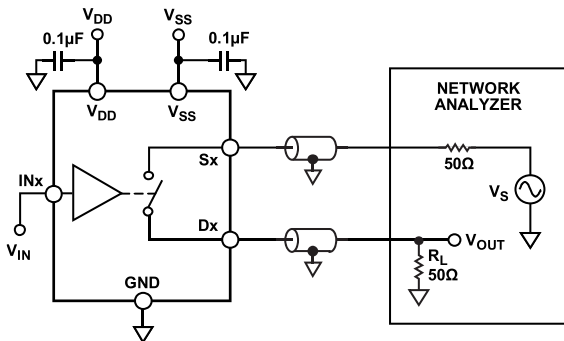 VDD
VSS
0.1µF
0.1µF
VDD
VSS
NETWORK
ANALYZER
Sx
50Ω
INx
VS
VIN
Dx
VOUT
RL
50Ω
GND